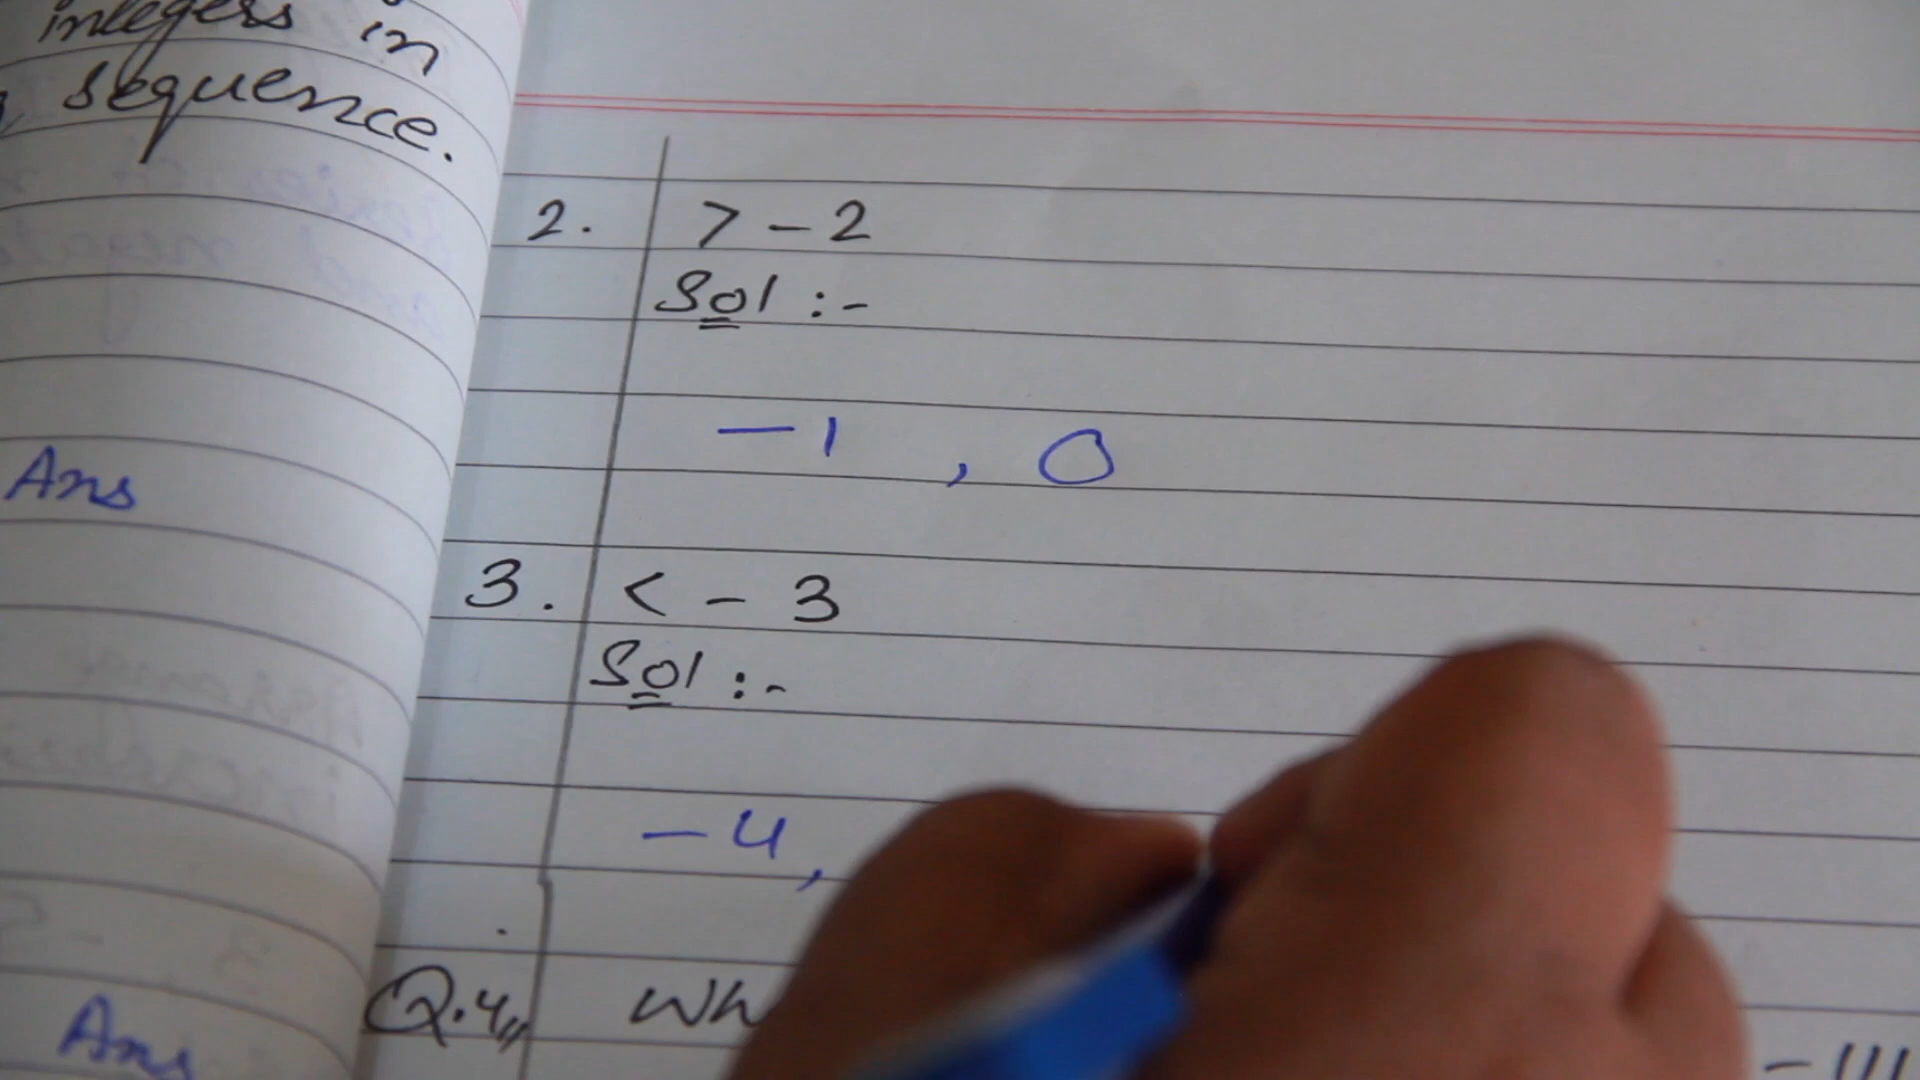 integers in
sequence.
Ans
Ans
2. > - 2
Sol :-
- 1 , 0
3. < - 3
Sol :-
- 4 ,
Q.4,, Wh